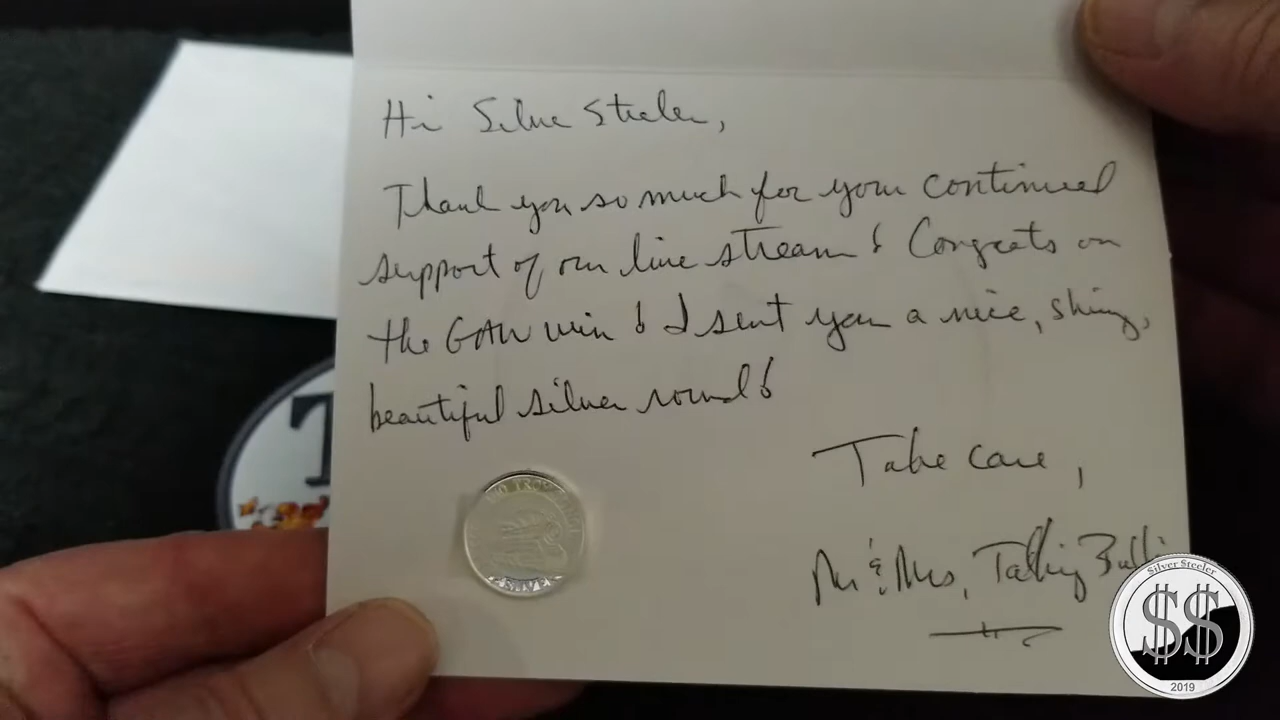 Hi Silver Steeler,
Thank you so much for your continued
support of our live stream! Congrats on
the GAW win! I sent you a nice, shiny,
beautiful silver round!
Take care,
Mr & Mrs. Talking
SILVER
T
Silver Steeler
$$
2019